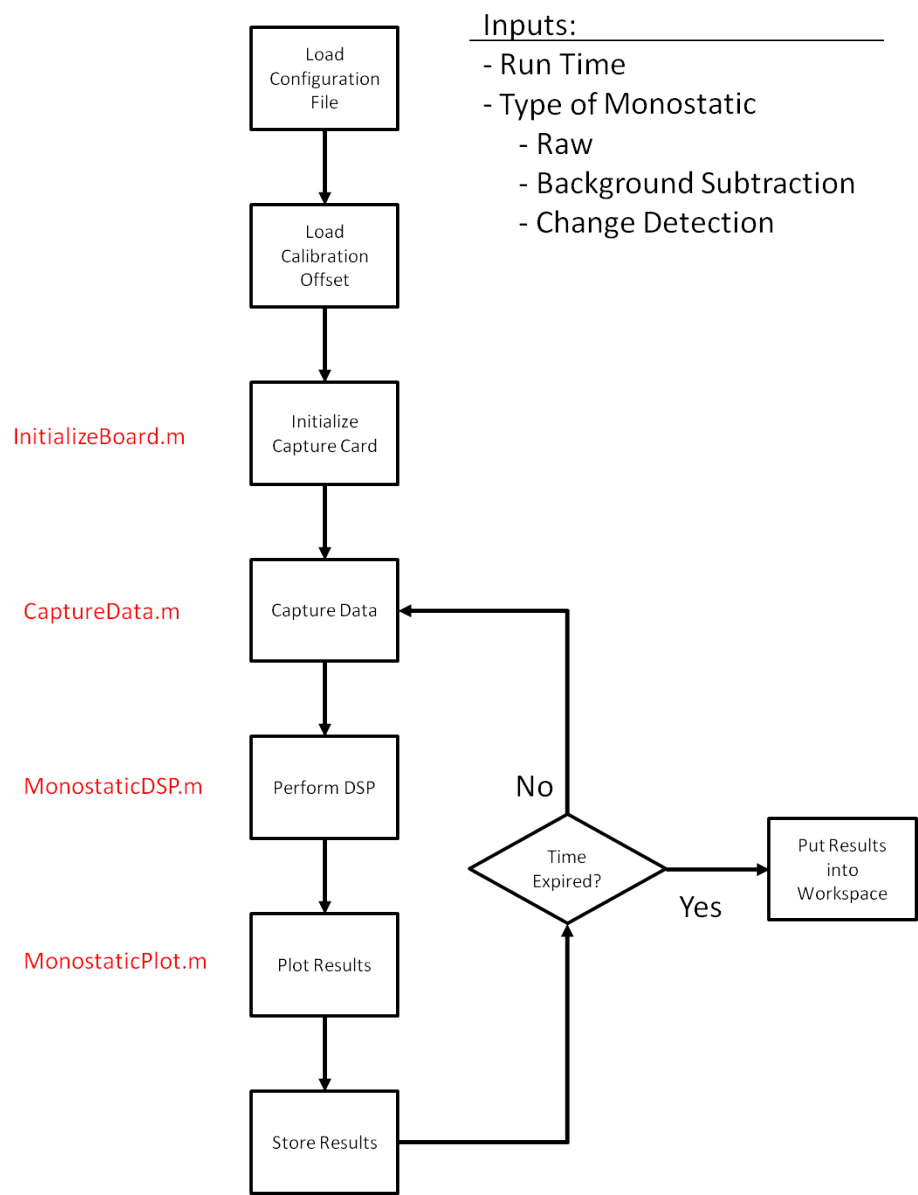 Inputs:
- Run Time
- Type of Monostatic
- Raw
- Background Subtraction
- Change Detection
Load
Configuration
File
Load
Calibration
Offset
InitializeBoard.m
Initialize
Capture Card
CaptureData.m
Capture Data
MonostaticDSP.m
Perform DSP
No
Time
Expired?
Yes
Put Results
into
Workspace
MonostaticPlot.m
Plot Results
Store Results